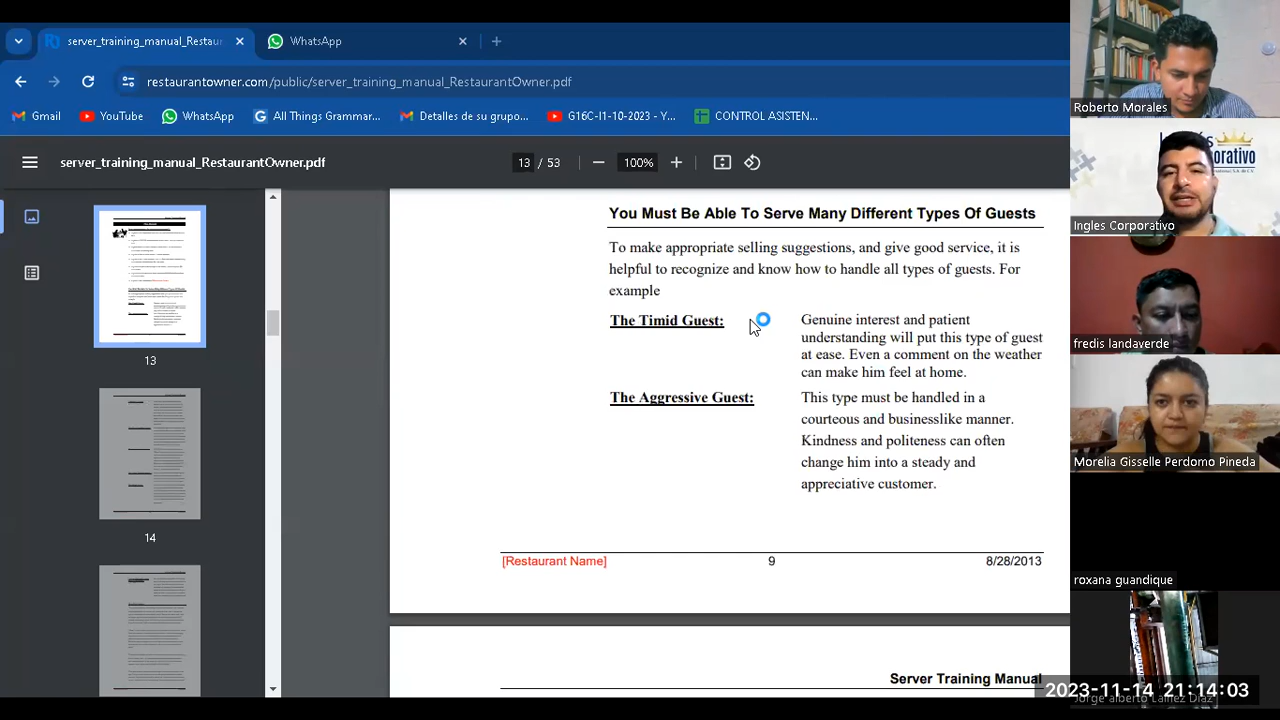 server_training_manual_Restaur
WhatsApp
restaurantowner.com/public/server_training_manual_RestaurantOwner.pdf
Gmail
YouTube
WhatsApp
All Things Gramma...
Detalles del grupo...
G16C-I1-10-2023 - Y...
CONTROL ASISTEN...
server_training_manual_RestaurantOwner.pdf
13 / 53
100%
13
14
You Must Be Able To Serve Many Different Types Of Guests
To make appropriate selling suggestions, and give good service, it is
helpful to recognize and know how to handle all types of guests. For
example
The Timid Guest:
Genuine interest and patient
understanding will put this type of guest
at ease. Even a comment on the weather
can make him feel at home.
The Aggressive Guest:
This type must be handled in a
courteous and businesslike manner.
Kindness and politeness can often
change him into a steady and
appreciative customer.
[Restaurant Name]
9
8/28/2013
Server Training Manual
Roberto Morales
Ingles Corporativo
fredis landaverde
Morelia Gisselle Perdomo Pineda
roxana guandique
2023-11-14 21:14:03
Jorge alberto Lainez Diaz